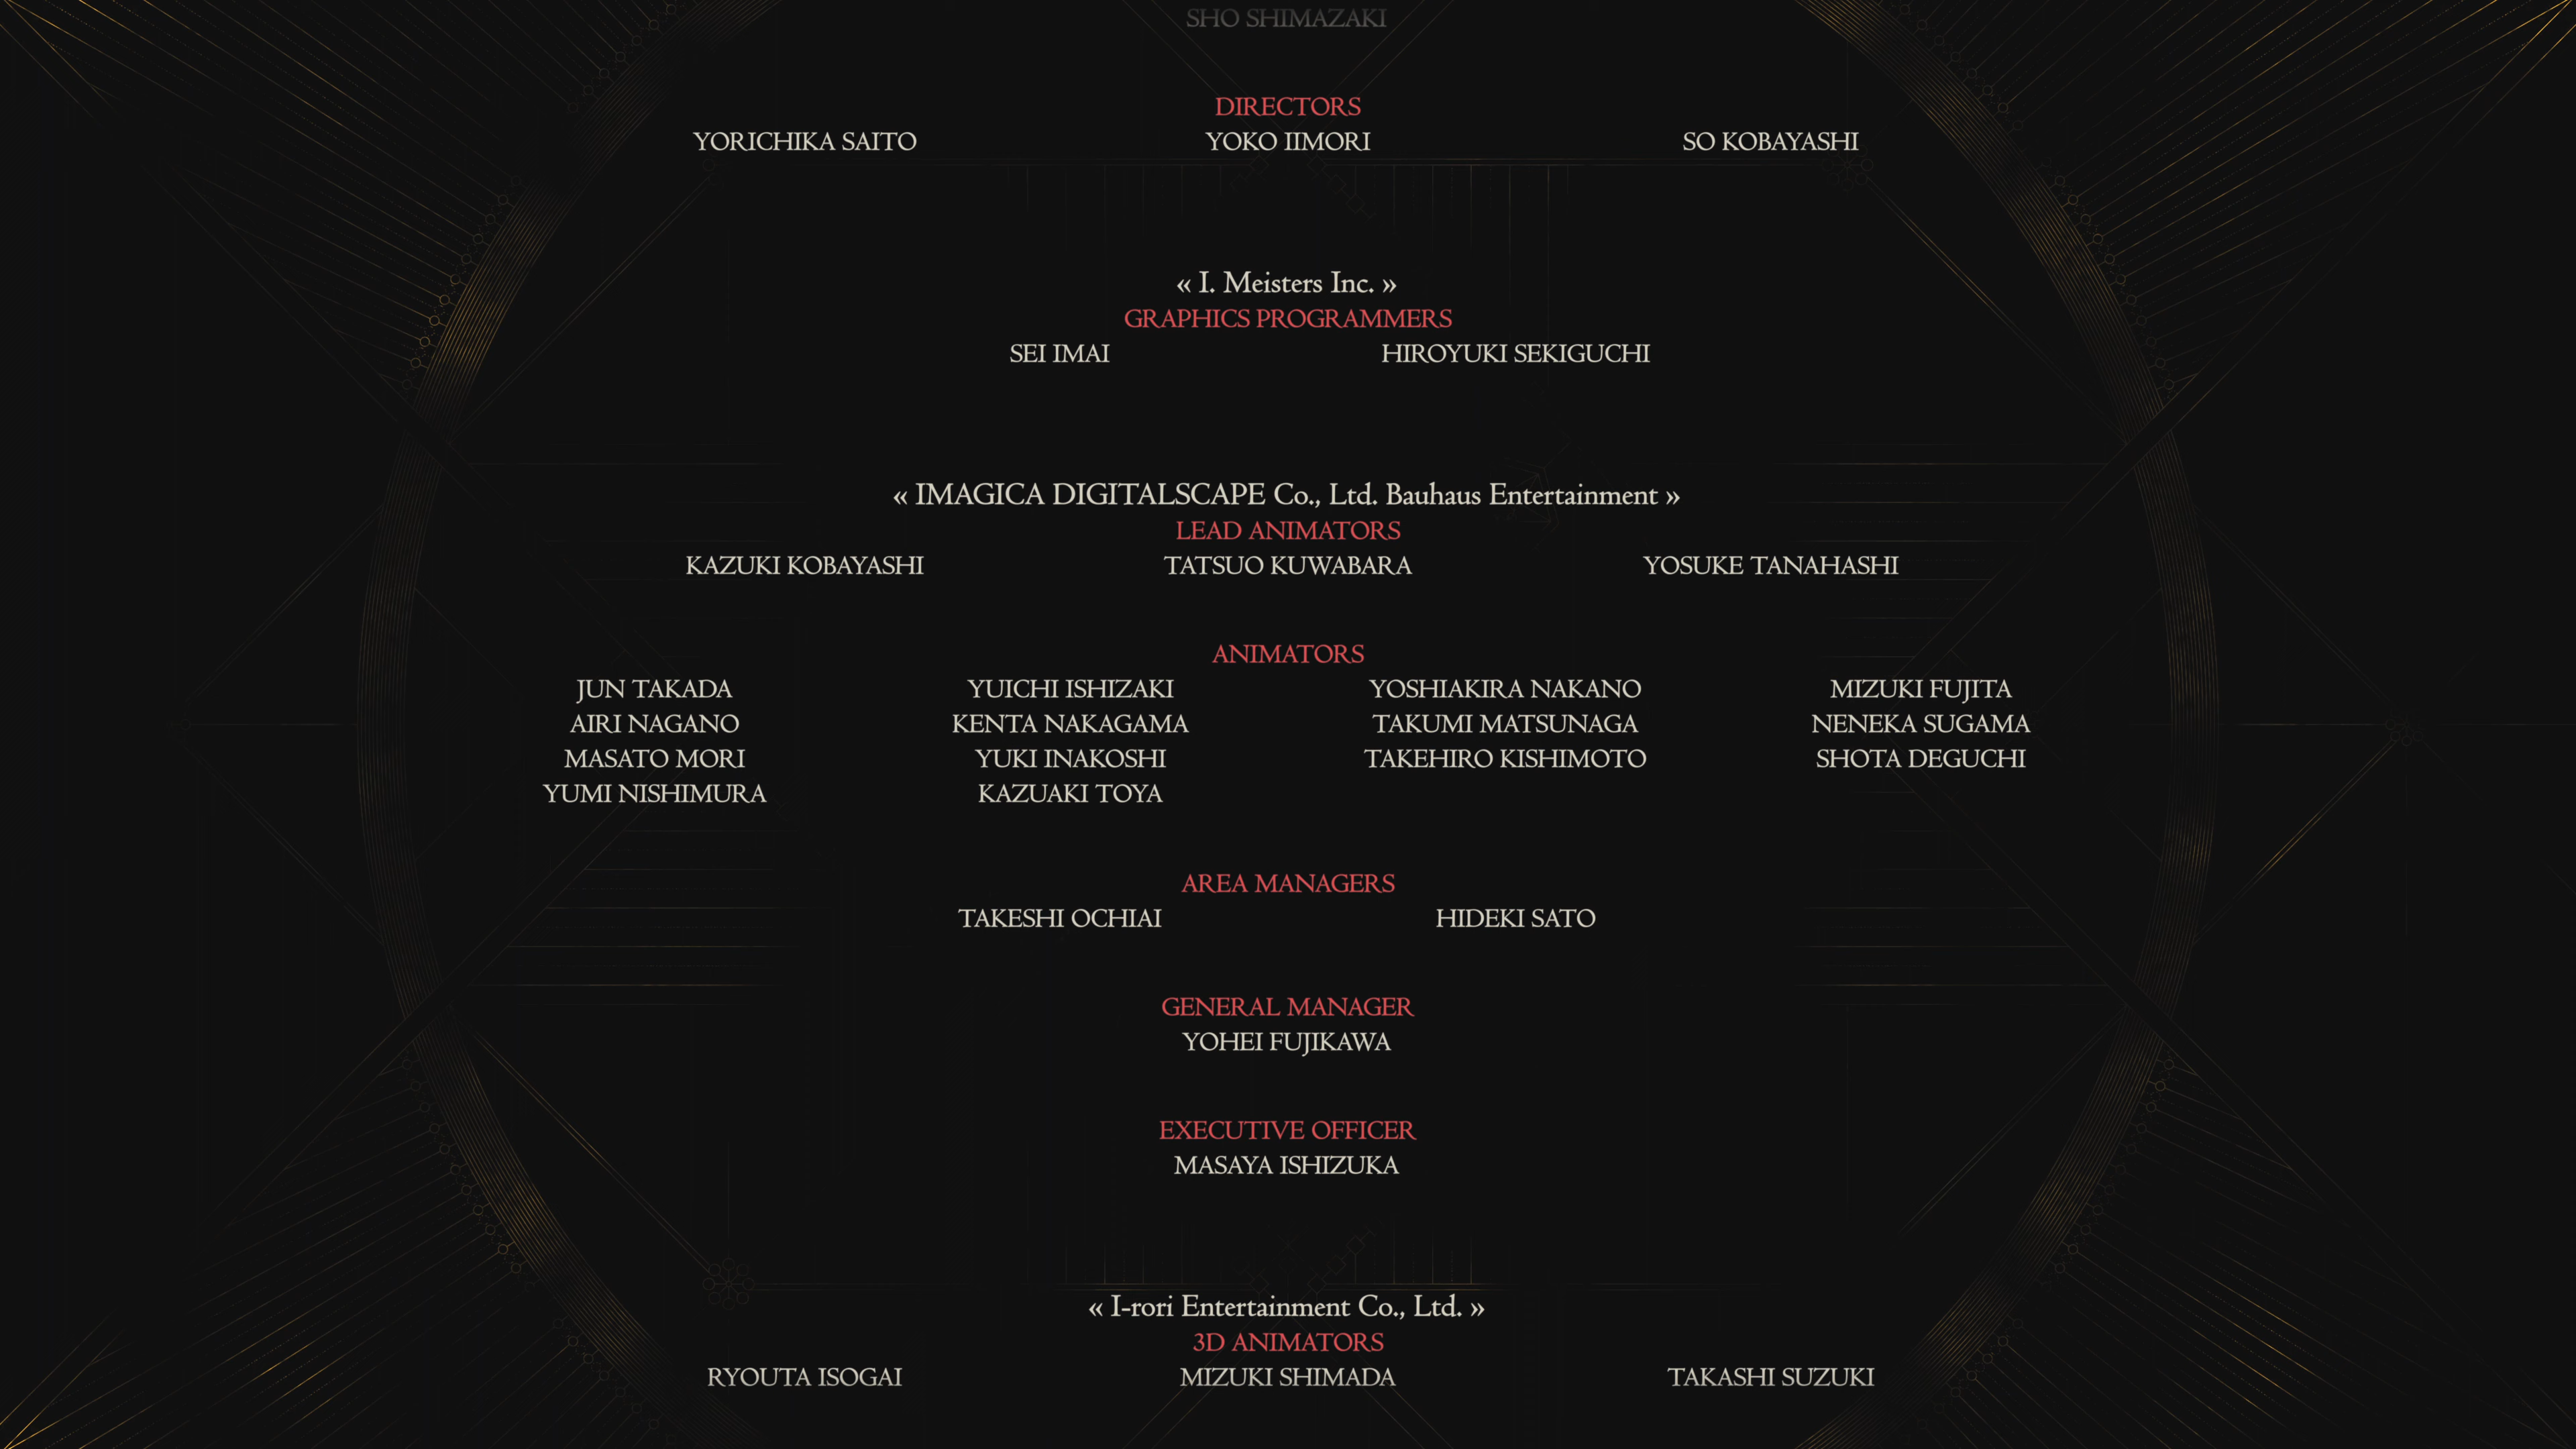 SHO SHIMAZAKI
DIRECTORS
YORICHIKA SAITO YOKO IIMORI SO KOBAYASHI
« I. Meisters Inc. »
GRAPHICS PROGRAMMERS
SEI IMAI HIROYUKI SEKIGUCHI
« IMAGICA DIGITALSCAPE Co., Ltd. Bauhaus Entertainment »
LEAD ANIMATORS
KAZUKI KOBAYASHI TATSUO KUWABARA YOSUKE TANAHASHI
ANIMATORS
JUN TAKADA YUICHI ISHIZAKI YOSHIAKIRA NAKANO MIZUKI FUJITA
AIRI NAGANO KENTA NAKAGAMA TAKUMI MATSUNAGA NENEKA SUGAMA
MASATO MORI YUKI INAKOSHI TAKEHIRO KISHIMOTO SHOTA DEGUCHI
YUMI NISHIMURA KAZUAKI TOYA
AREA MANAGERS
TAKESHI OCHIAI HIDEKI SATO
GENERAL MANAGER
YOHEI FUJIKAWA
EXECUTIVE OFFICER
MASAYA ISHIZUKA
« I-rori Entertainment Co., Ltd. »
3D ANIMATORS
RYOUTA ISOGAI MIZUKI SHIMADA TAKASHI SUZUKI